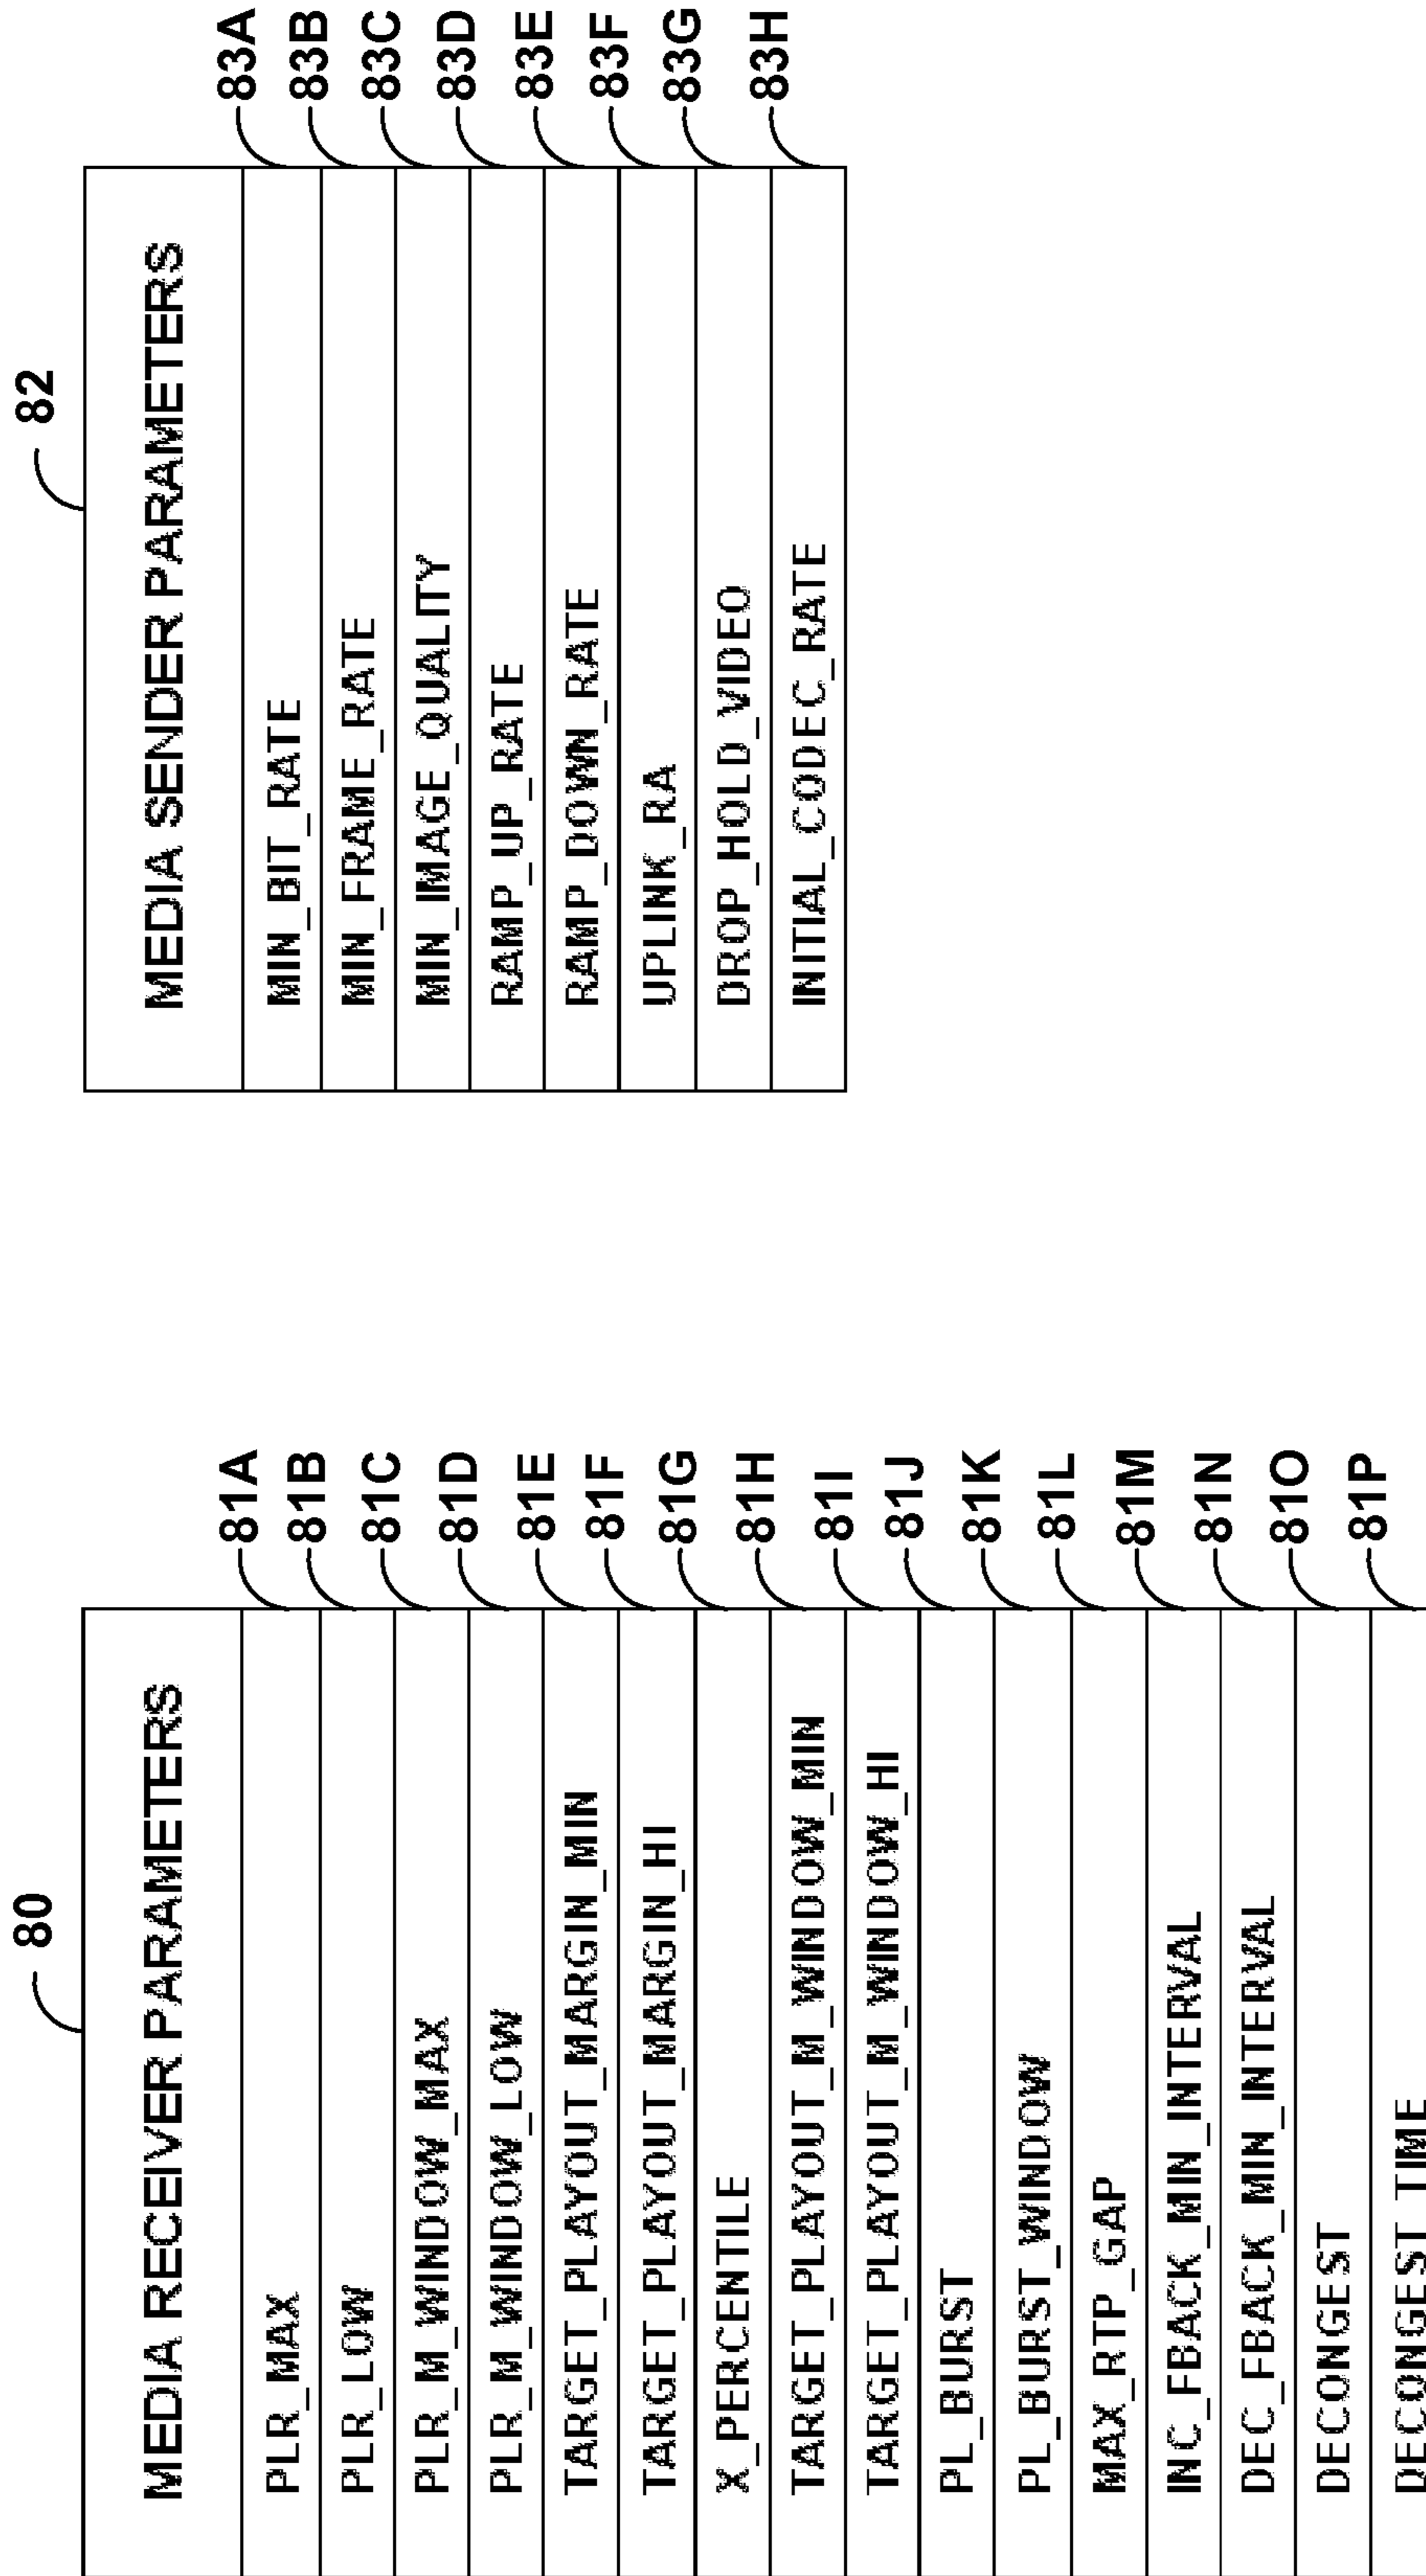 80
MEDIA RECEIVER PARAMETERS
PLR_MAX 81A
PLR_LOW 81B
PLR_M_WINDOW_MAX 81C
PLR_M_WINDOW_LOW 81D
TARGET_PLAYOUT_MARGIN_MIN 81E
TARGET_PLAYOUT_MARGIN_HI 81F
X_PERCENTILE 81G
TARGET_PLAYOUT_M_WINDOW_MIN 81H
TARGET_PLAYOUT_M_WINDOW_HI 81I
PL_BURST 81J
PL_BURST_WINDOW 81K
MAX_RTP_GAP 81L
INC_FBACK_MIN_INTERVAL 81M
DEC_FBACK_MIN_INTERVAL 81N
DECONGEST 81O
DECONGEST_TIME 81P
82
MEDIA SENDER PARAMETERS
MIN_BIT_RATE 83A
MIN_FRAME_RATE 83B
MIN_IMAGE_QUALITY 83C
RAMP_UP_RATE 83D
RAMP_DOWN_RATE 83E
UPLINK_RA 83F
DROP_HOLD_VIDEO 83G
INITIAL_CODEC_RATE 83H